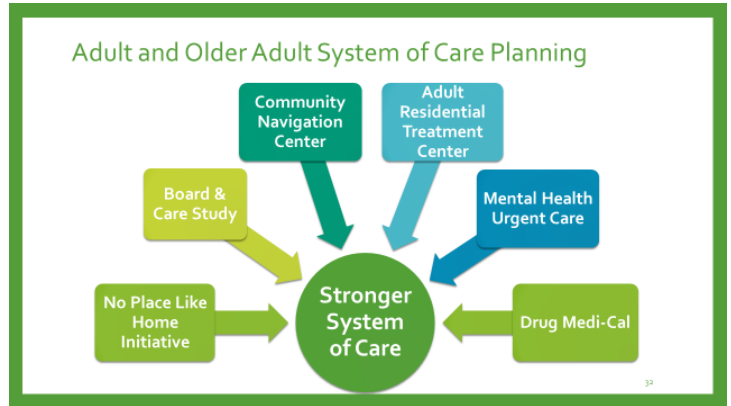 Adult and Older Adult System of Care Planning
Community
Navigation
Center
Adult
Residential
Treatment
Center
Board &
Care Study
Mental Health
Urgent Care
No Place Like
Home
Initiative
Stronger
System
of Care
Drug Medi-Cal
32